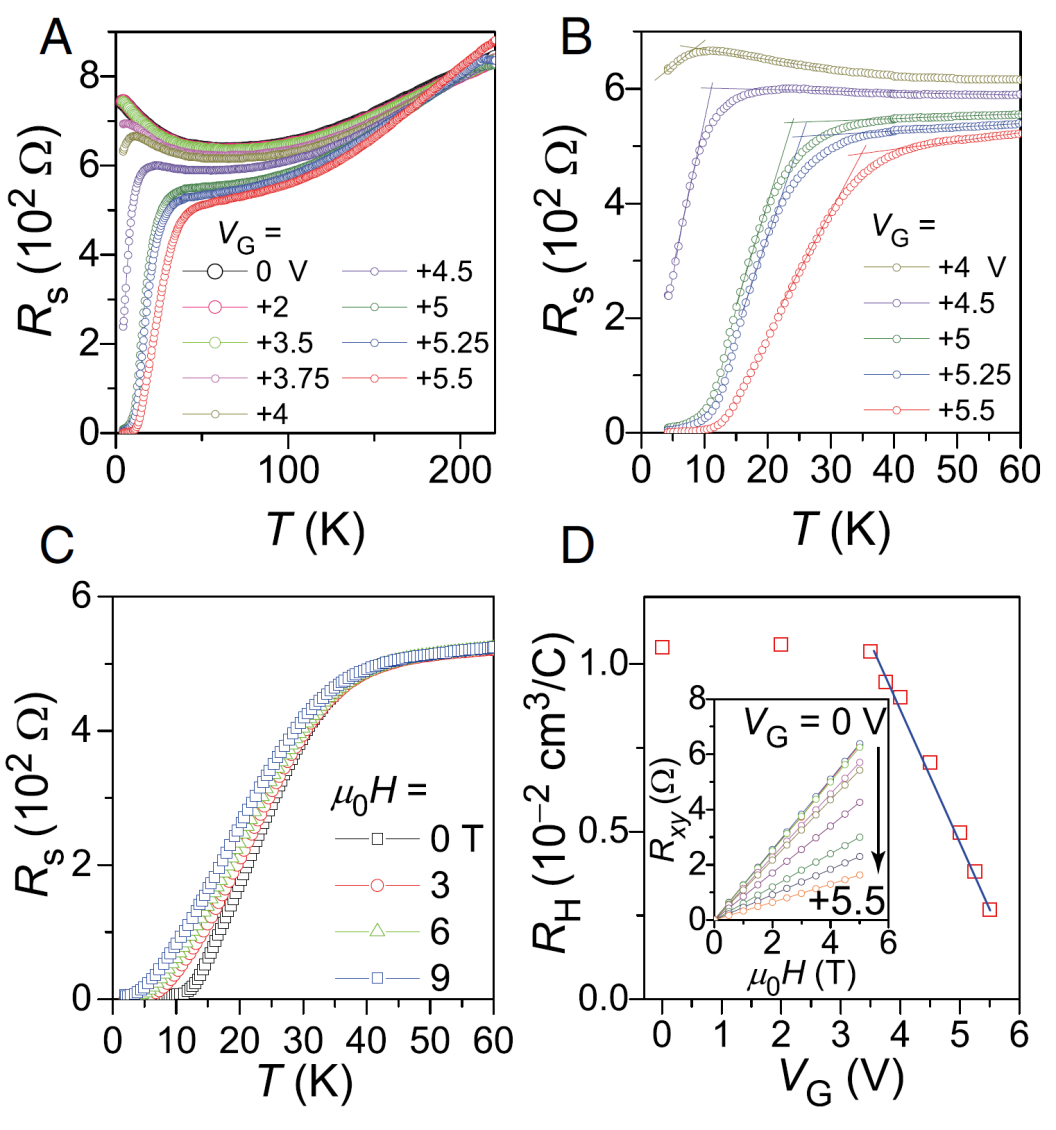 A
8
6
4
2
0
R_s (10^2 Ω)
V_G =
0 V
+2
+3.5
+3.75
+4
+4.5
+5
+5.25
+5.5
0 100 200
T (K)
B
6
4
2
0
R_s (10^2 Ω)
V_G =
+4 V
+4.5
+5
+5.25
+5.5
0 10 20 30 40 50 60
T (K)
C
6
4
2
0
R_s (10^2 Ω)
μ_0H =
0 T
3
6
9
0 10 20 30 40 50 60
T (K)
D
1.0
0.5
0.0
R_H (10^−2 cm^3/C)
8
6
4
2
0
R_xy (Ω)
V_G = 0 V
+5.5
0 2 4 6
μ_0H (T)
0 1 2 3 4 5 6
V_G (V)